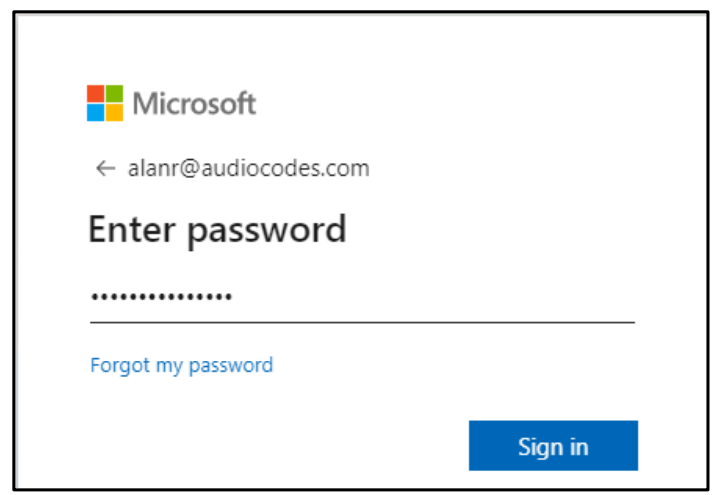 Microsoft
← alanr@audiocodes.com
Enter password
•••••••••••••••
Forgot my password
Sign in